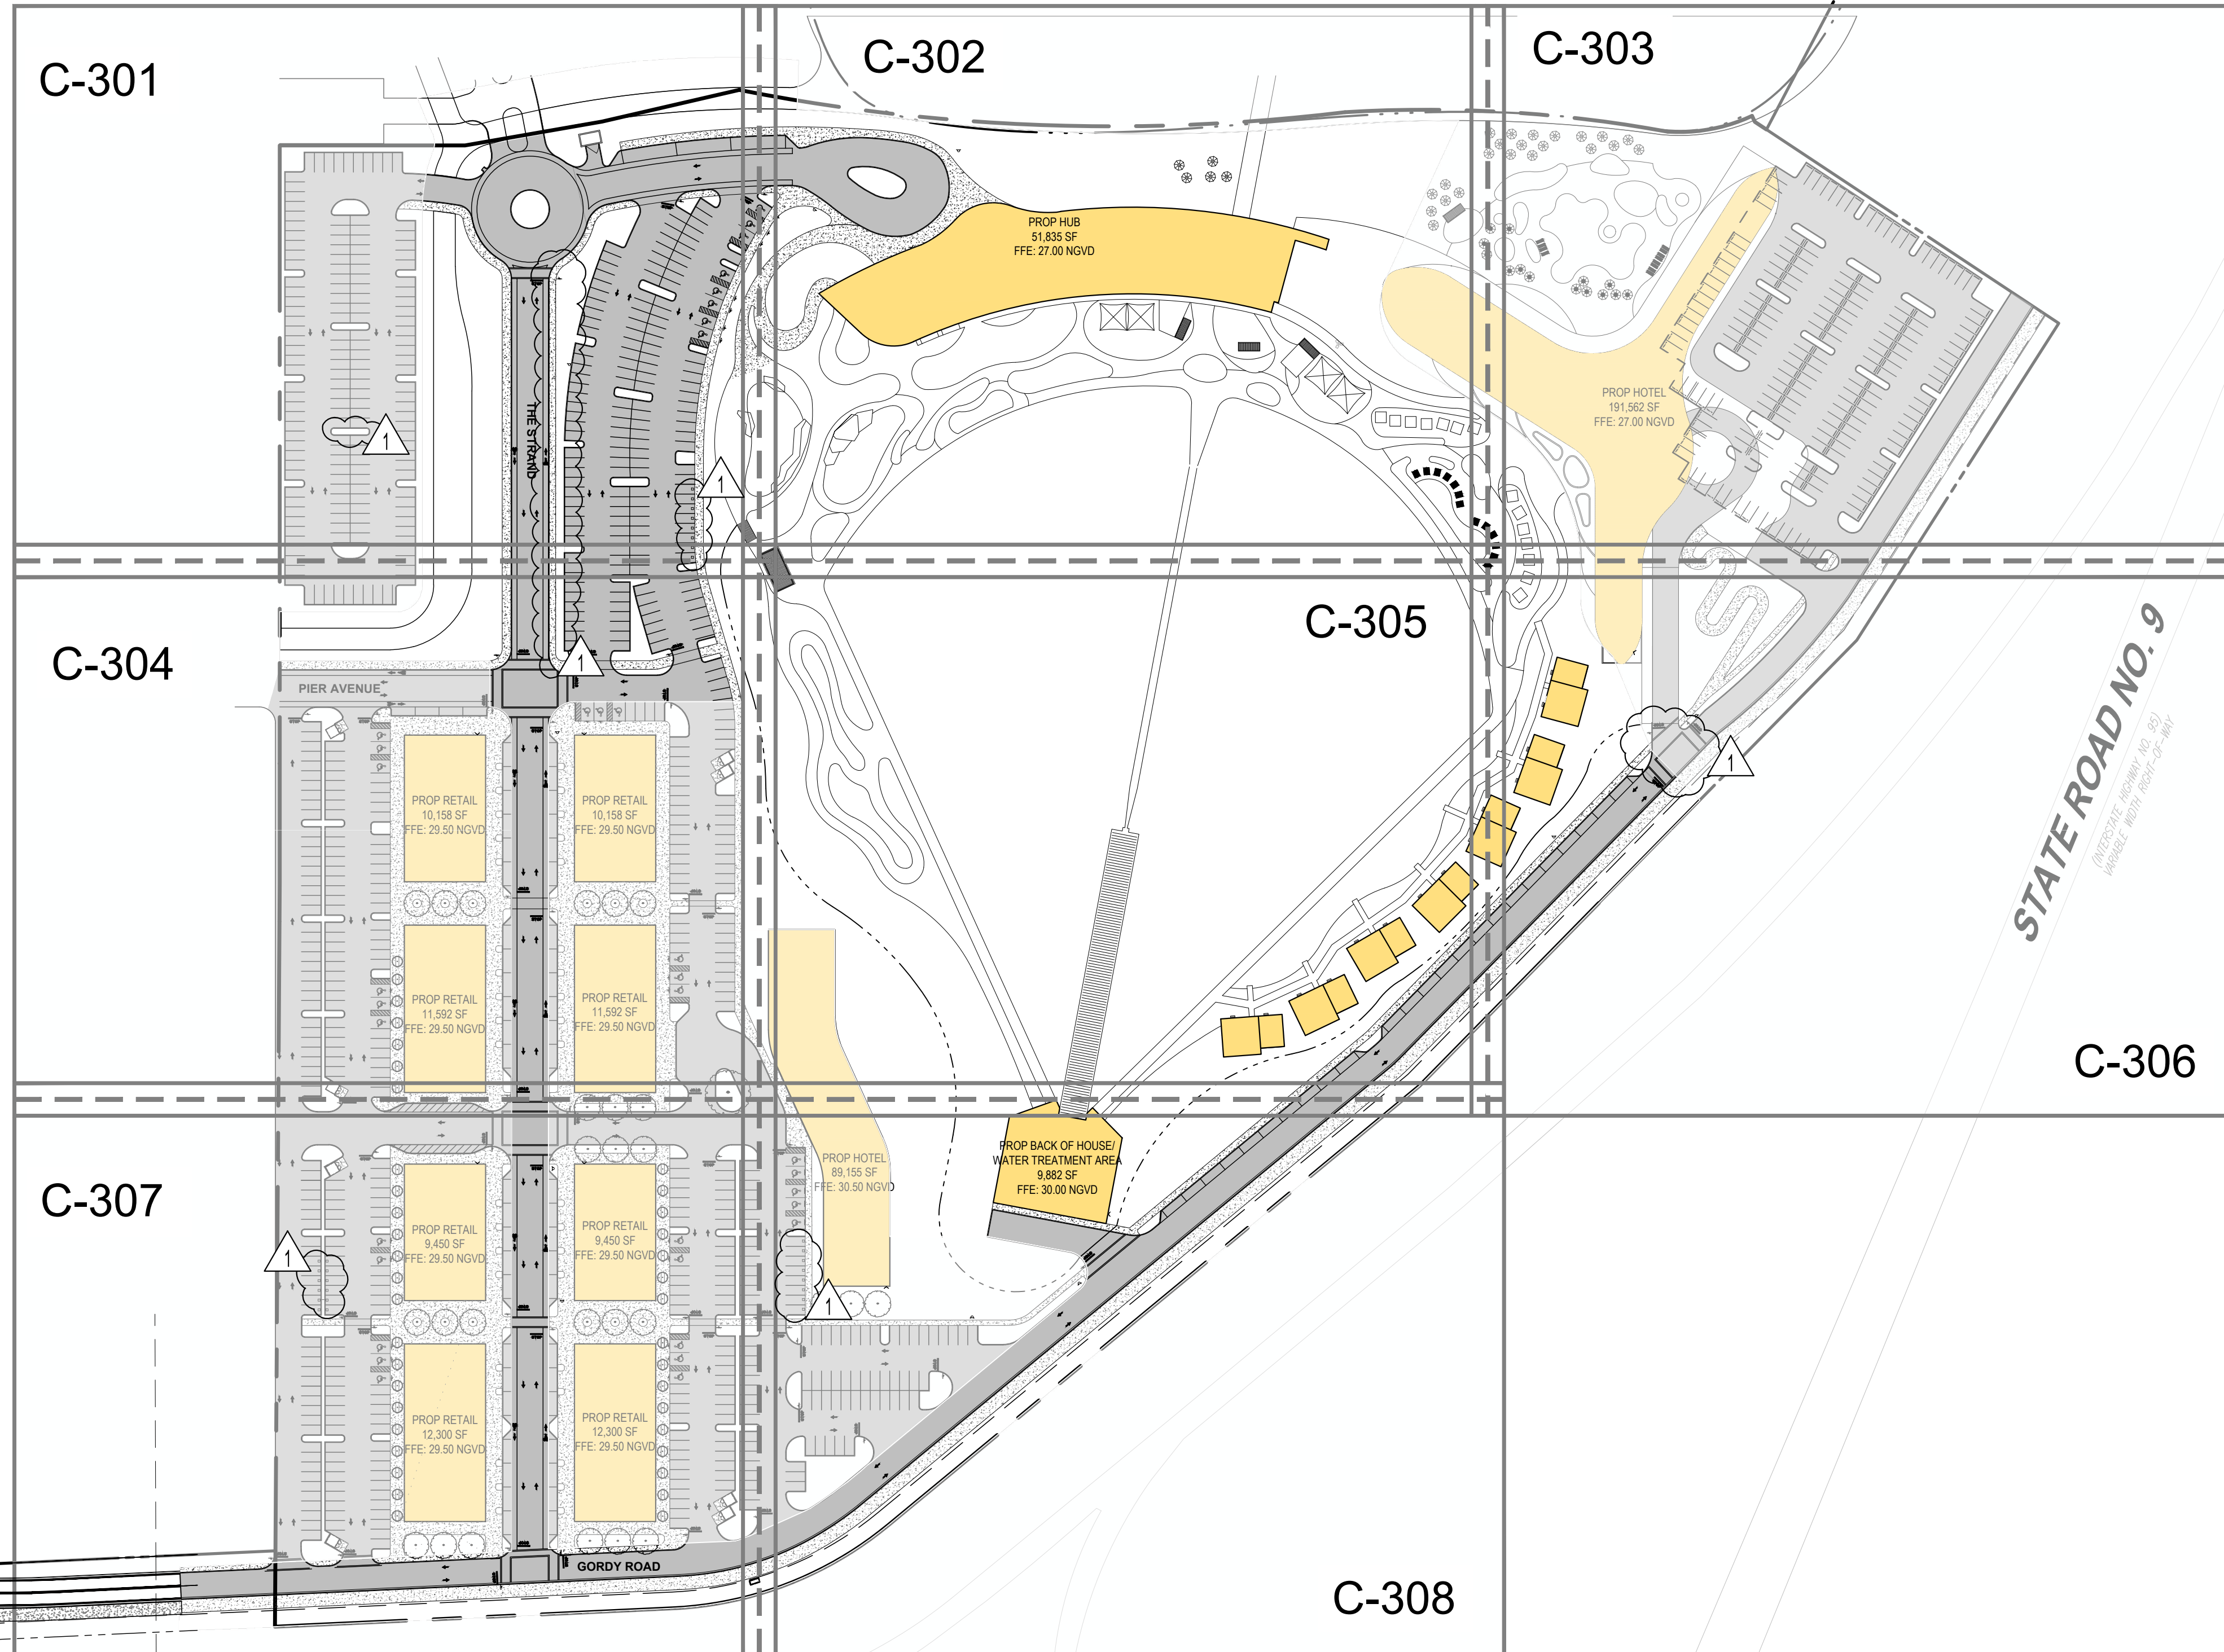 C-301
C-302
C-303
PROP HUB
51,835 SF
FFE: 27.00 NGVD
PROP HOTEL
191,562 SF
FFE: 27.00 NGVD
THE STRAND
1
1
C-304
C-305
C-306
1
1
PIER AVENUE
STATE ROAD NO. 9
(INTERSTATE HIGHWAY NO. 95)
VARIABLE WIDTH RIGHT-OF-WAY
PROP RETAIL
10,158 SF
FFE: 29.50 NGVD
PROP RETAIL
10,158 SF
FFE: 29.50 NGVD
PROP RETAIL
11,592 SF
FFE: 29.50 NGVD
PROP RETAIL
11,592 SF
FFE: 29.50 NGVD
C-307
PROP HOTEL
89,155 SF
FFE: 30.50 NGVD
PROP BACK OF HOUSE/
WATER TREATMENT AREA
9,882 SF
FFE: 30.00 NGVD
PROP RETAIL
9,450 SF
FFE: 29.50 NGVD
PROP RETAIL
9,450 SF
FFE: 29.50 NGVD
1
1
PROP RETAIL
12,300 SF
FFE: 29.50 NGVD
PROP RETAIL
12,300 SF
FFE: 29.50 NGVD
GORDY ROAD
C-308